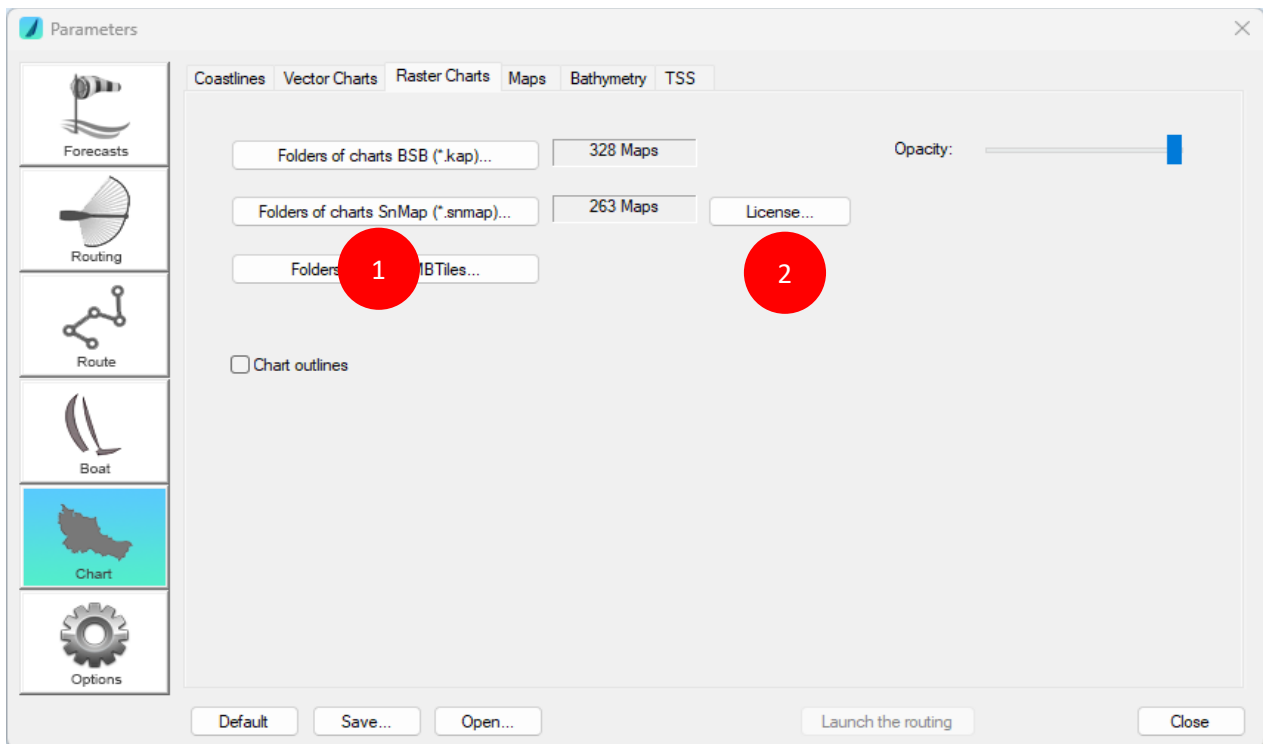 Parameters
Coastlines Vector Charts Raster Charts Maps Bathymetry TSS
Forecasts
Routing
Route
Boat
Chart
Options
Folders of charts BSB (*.kap)... 328 Maps Opacity:
Folders of charts SnMap (*.snmap)... 263 Maps License...
Folders 1 MBTiles... 2
Chart outlines
Default Save... Open... Launch the routing Close